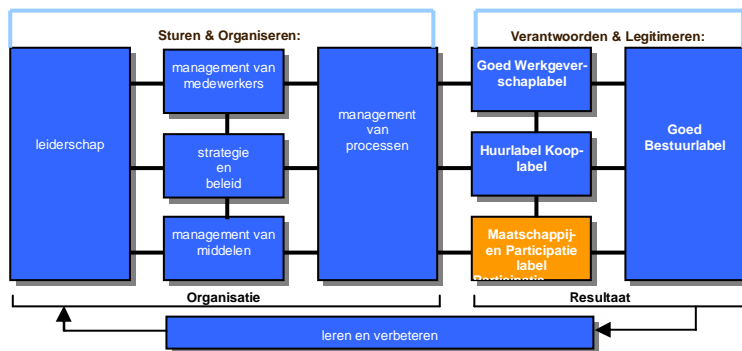 Sturen & Organiseren:
Verantwoorden & Legitimeren:
leiderschap
management van
medewerkers
strategie
en
beleid
management van
middelen
management
van
processen
Goed Werkgever-
schaplabel
Huurlabel Koop-
label
Maatschappij-
en Participatie
label
Participatie
Goed
Bestuurlabel
Organisatie
Resultaat
leren en verbeteren